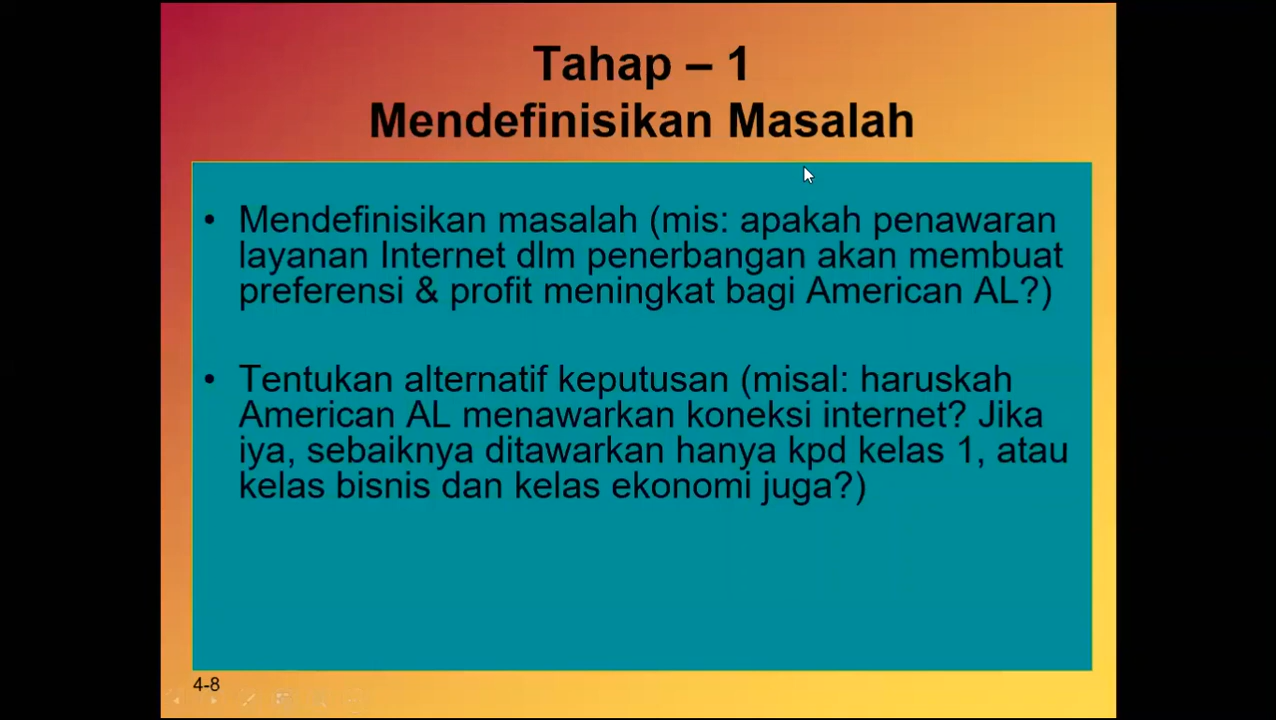 Tahap – 1
Mendefinisikan Masalah
• Mendefinisikan masalah (mis: apakah penawaran
layanan Internet dlm penerbangan akan membuat
preferensi & profit meningkat bagi American AL?)
• Tentukan alternatif keputusan (misal: haruskah
American AL menawarkan koneksi internet? Jika
iya, sebaiknya ditawarkan hanya kpd kelas 1, atau
kelas bisnis dan kelas ekonomi juga?)
4-8